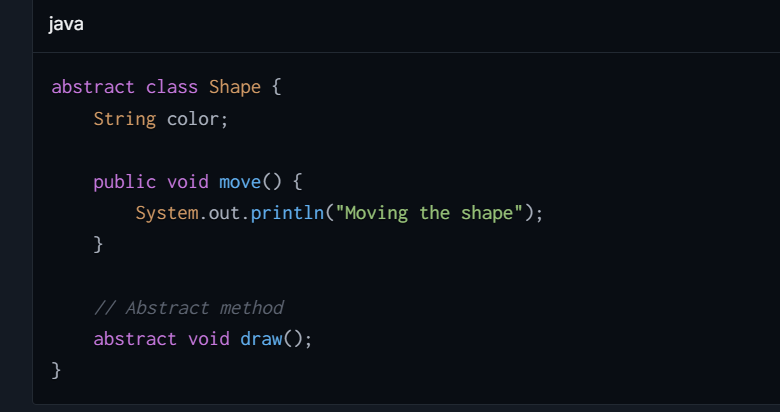 java
abstract class Shape {
    String color;

    public void move() {
        System.out.println("Moving the shape");
    }

    // Abstract method
    abstract void draw();
}